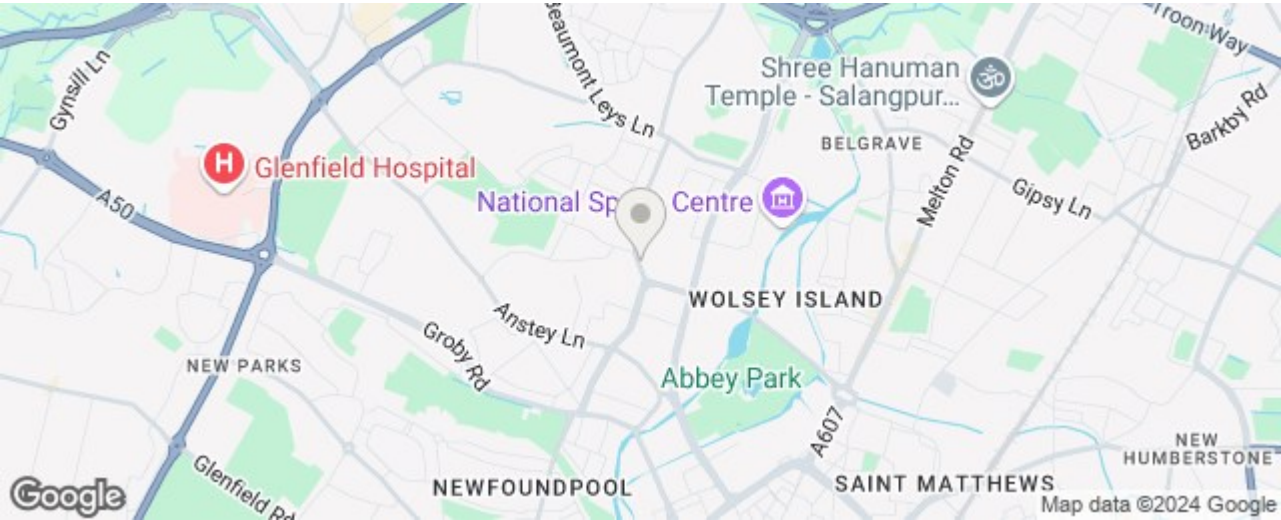 Troon Way
Gynsill Ln
Beaumont Leys Ln
Shree Hanuman
Temple - Salangpur...
Barkby Rd
BELGRAVE
Glenfield Hospital
H
Melton Rd
Gipsy Ln
A50
National Sp
Centre
WOLSEY ISLAND
Anstey Ln
Groby Rd
NEW PARKS
Abbey Park
A607
NEW
HUMBERSTONE
Glenfield Rd
NEWFOUNDPOOL
SAINT MATTHEWS
Google
Map data ©2024 Google